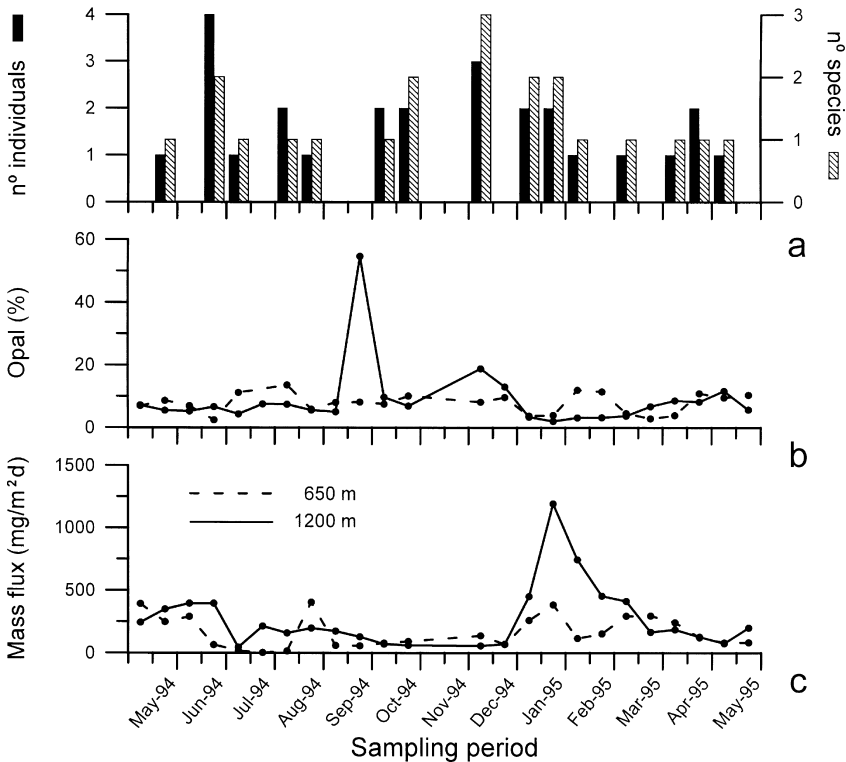 nº individuals
4
3
2
1
0
3
2
1
0
nº species
a
Opal (%)
60
40
20
0
b
Mass flux (mg/m²d)
1500
1000
500
0
650 m
1200 m
c
May-94
Jun-94
Jul-94
Aug-94
Sep-94
Oct-94
Nov-94
Dec-94
Jan-95
Feb-95
Mar-95
Apr-95
May-95
Sampling period